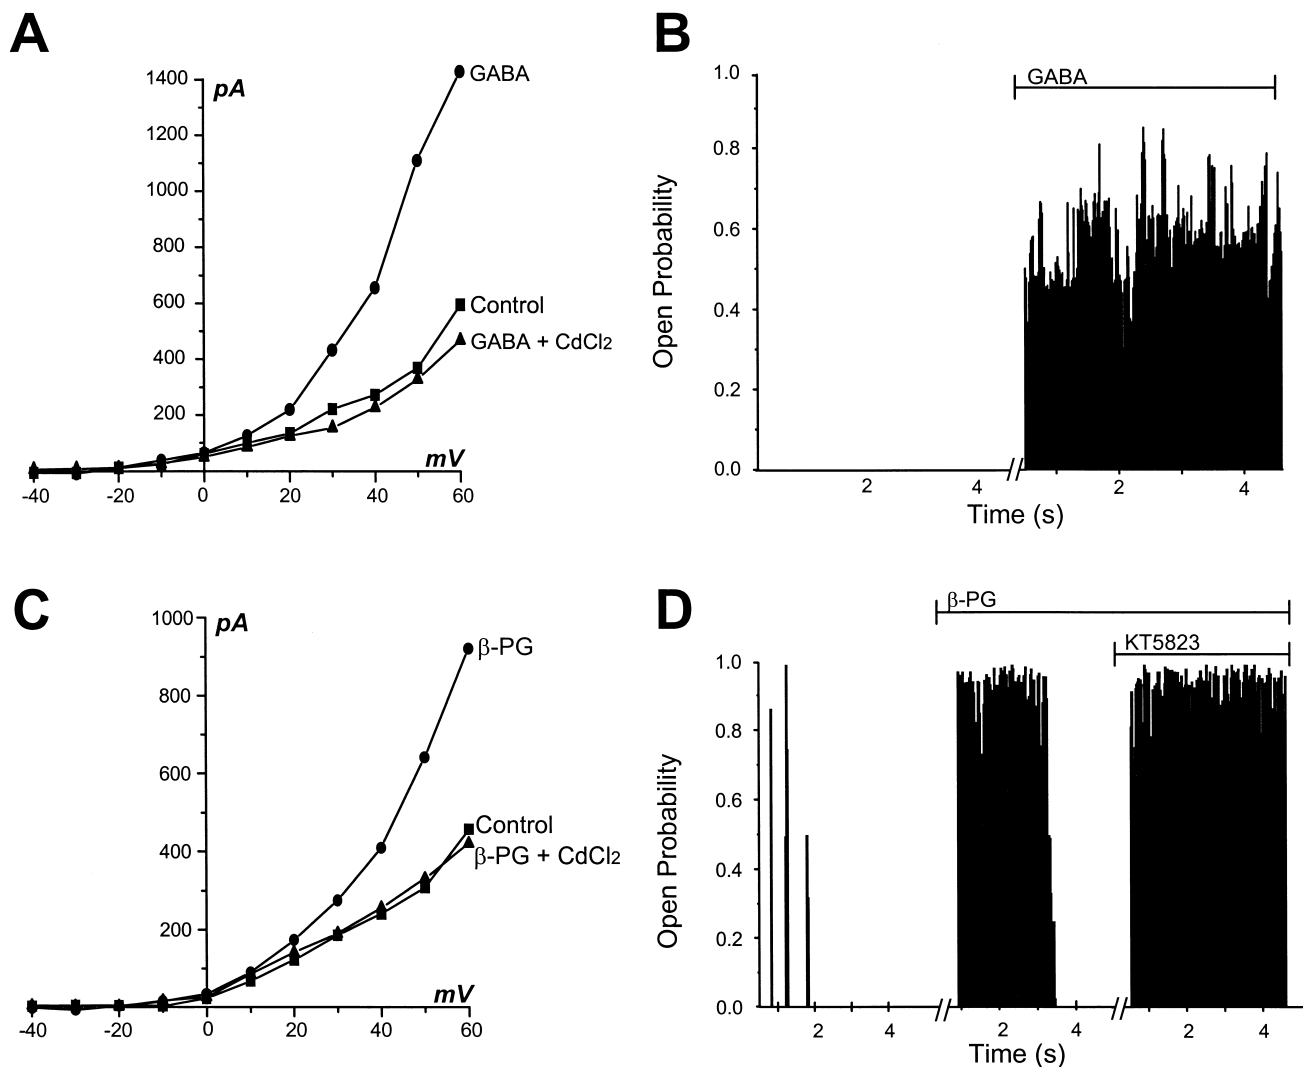 A
pA
1400
1200
1000
800
600
400
200
GABA
Control
GABA + CdCl2
mV
-40 -20 0 20 40 60
B
GABA
1.0
0.8
0.6
0.4
0.2
0.0
Open Probability
2 4 2 4
Time (s)
C
pA
1000
800
600
400
200
β-PG
Control
β-PG + CdCl2
mV
-40 -20 0 20 40 60
D
β-PG
KT5823
1.0
0.8
0.6
0.4
0.2
0.0
Open Probability
2 4 2 4 2 4
Time (s)